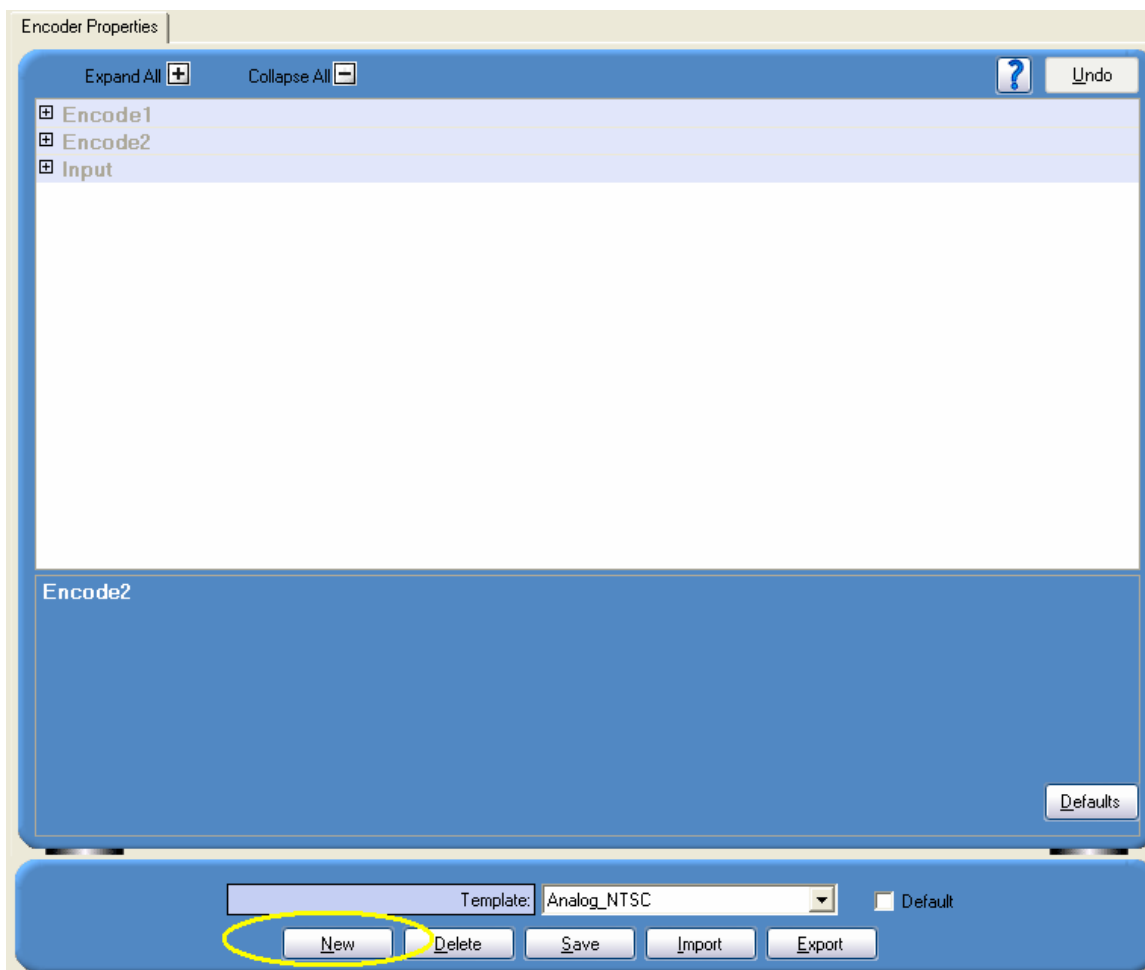 Encoder Properties
Expand All Collapse All Undo
Encode1
Encode2
Input
Encode2
Defaults
Template: Analog_NTSC Default
New Delete Save Import Export